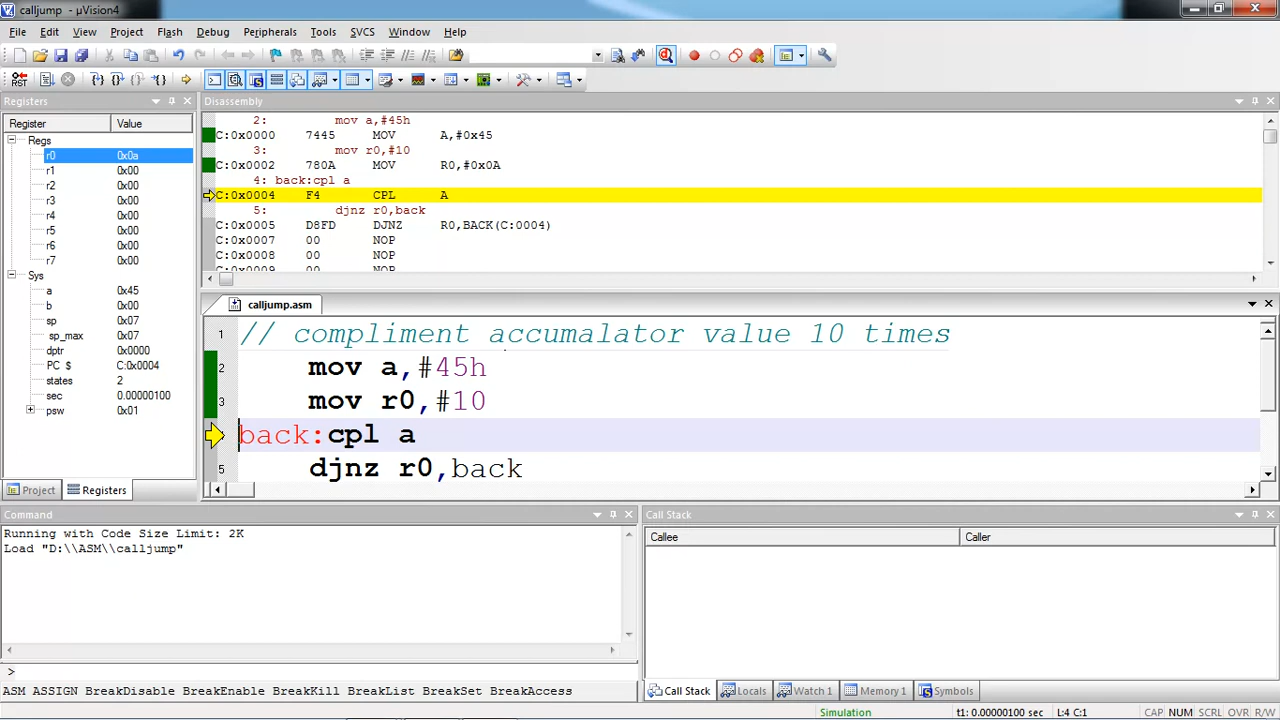 calljump - µVision4
File Edit View Project Flash Debug Peripherals Tools SVCS Window Help
Registers
Register Value
Regs
r0 0x0a
r1 0x00
r2 0x00
r3 0x00
r4 0x00
r5 0x00
r6 0x00
r7 0x00
Sys
a 0x45
b 0x00
sp 0x07
sp_max 0x07
dptr 0x0000
PC $ C:0x0004
states 2
sec 0.00000100
psw 0x01
Project Registers
Disassembly
2: mov a,#45h
C:0x0000 7445 MOV A,#0x45
3: mov r0,#10
C:0x0002 780A MOV R0,#0x0A
4: back:cpl a
C:0x0004 F4 CPL A
5: djnz r0,back
C:0x0005 D8FD DJNZ R0,BACK(C:0004)
C:0x0007 00 NOP
C:0x0008 00 NOP
C:0x0009 00 NOP
calljump.asm
1 // compliment accumalator value 10 times
2 mov a,#45h
3 mov r0,#10
back:cpl a
5 djnz r0,back
Command
Running with Code Size Limit: 2K
Load "D:\\ASM\\calljump"
>
ASM ASSIGN BreakDisable BreakEnable BreakKill BreakList BreakSet BreakAccess
Call Stack
Callee Caller
Call Stack Locals Watch 1 Memory 1 Symbols
Simulation t1: 0.00000100 sec L:4 C:1 CAP NUM SCRL OVR R/W